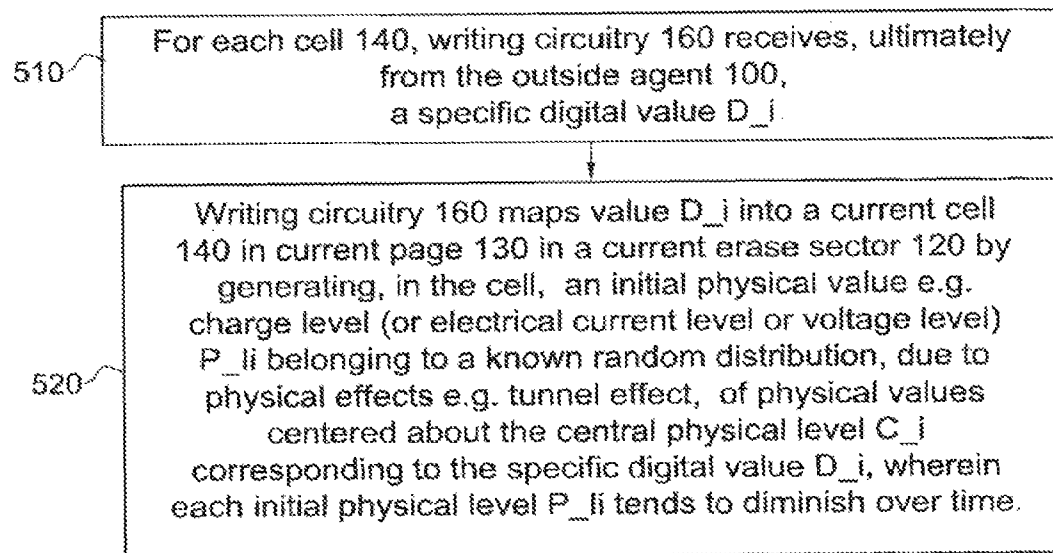 510
For each cell 140, writing circuitry 160 receives, ultimately
from the outside agent 100,
a specific digital value D_i
520
Writing circuitry 160 maps value D_i into a current cell
140 in current page 130 in a current erase sector 120 by
generating, in the cell, an initial physical value e.g.
charge level (or electrical current level or voltage level)
P_Ii belonging to a known random distribution, due to
physical effects e.g. tunnel effect, of physical values
centered about the central physical level C_i
corresponding to the specific digital value D_i, wherein
each initial physical level P_Ii tends to diminish over time.